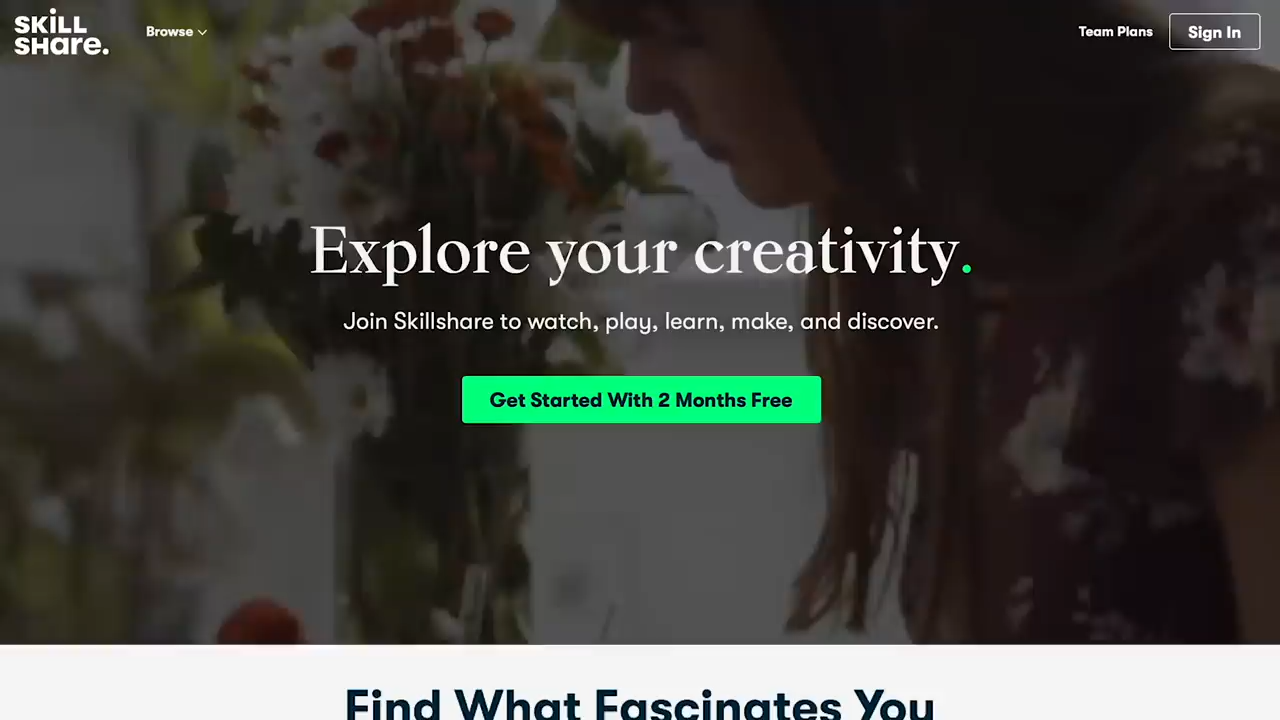 SKILL
SHare.
Browse
Team Plans
Sign In
Explore your creativity.
Join Skillshare to watch, play, learn, make, and discover.
Get Started With 2 Months Free
Find What Fascinates You